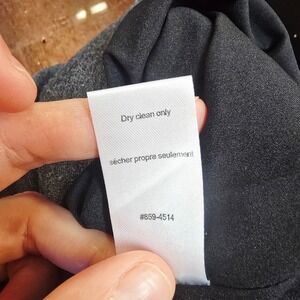 Dry clean only
sécher propre seulement
#859-4514